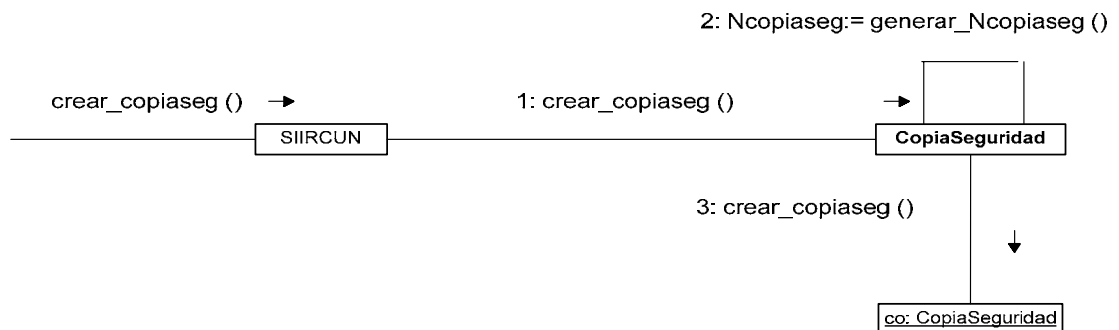 2: Ncopiaseg:= generar_Ncopiaseg ()
crear_copiaseg ()
1: crear_copiaseg ()
SIIRCUN
CopiaSeguridad
3: crear_copiaseg ()
co: CopiaSeguridad